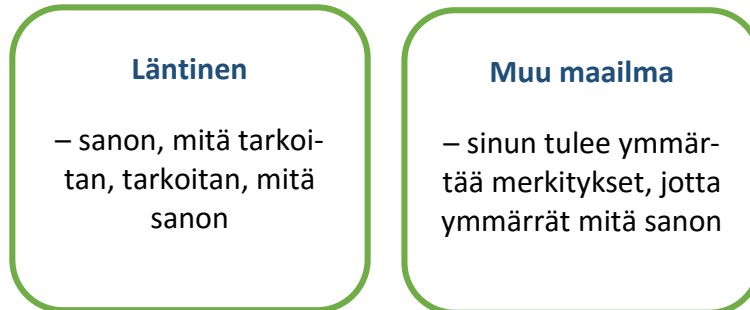 Läntinen
– sanon, mitä tarkoi-
tan, tarkoitan, mitä
sanon
Muu maailma
– sinun tulee ymmär-
tää merkitykset, jotta
ymmärrät mitä sanon